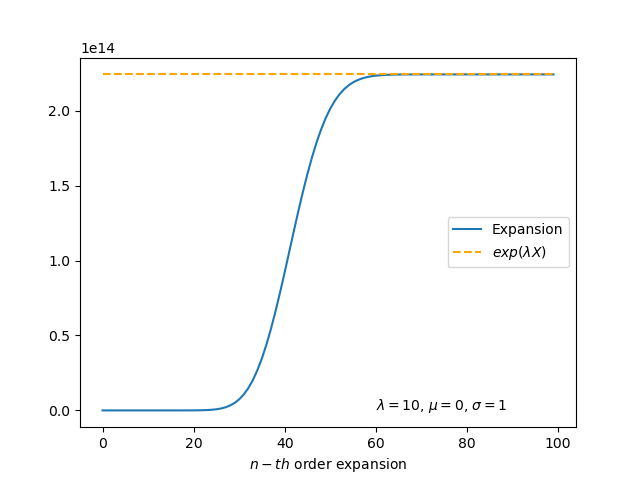 1e14
2.0
1.5
1.0
0.5
0.0
Expansion
exp(λX)
λ = 10, μ = 0, σ = 1
0 20 40 60 80 100
n − th order expansion